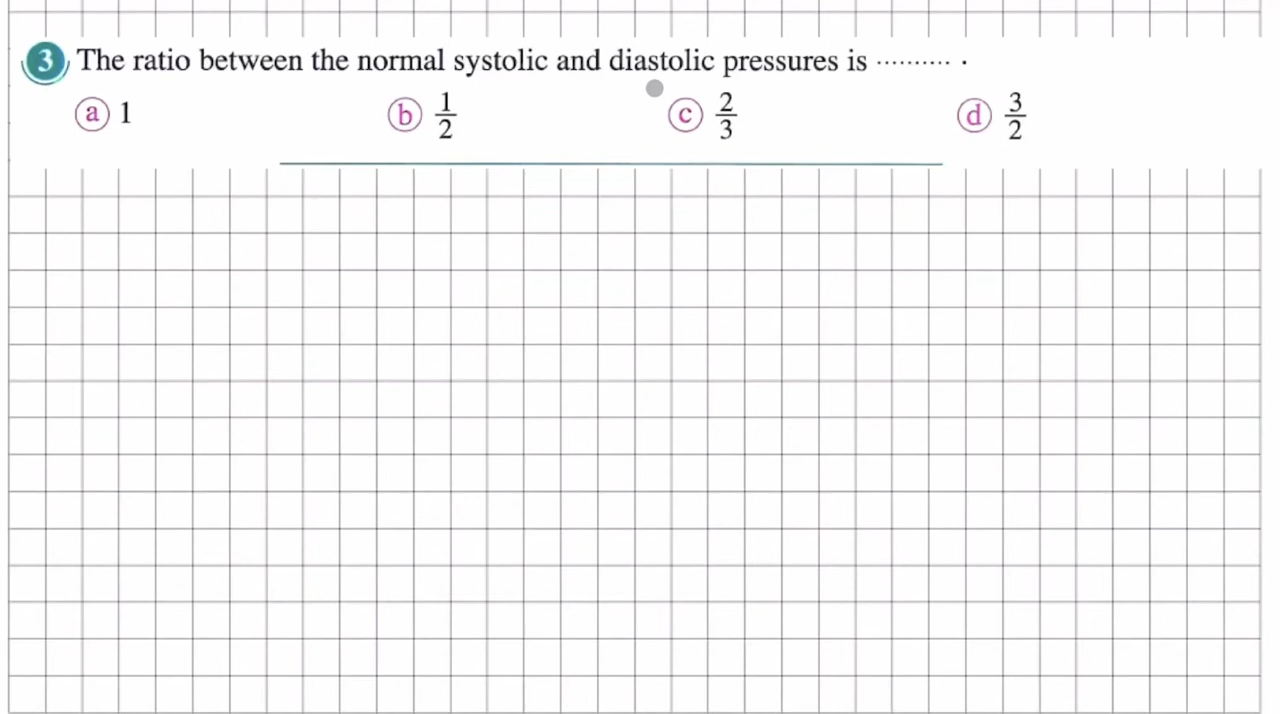 3 The ratio between the normal systolic and diastolic pressures is ·········· .
a 1 b 1/2 c 2/3 d 3/2